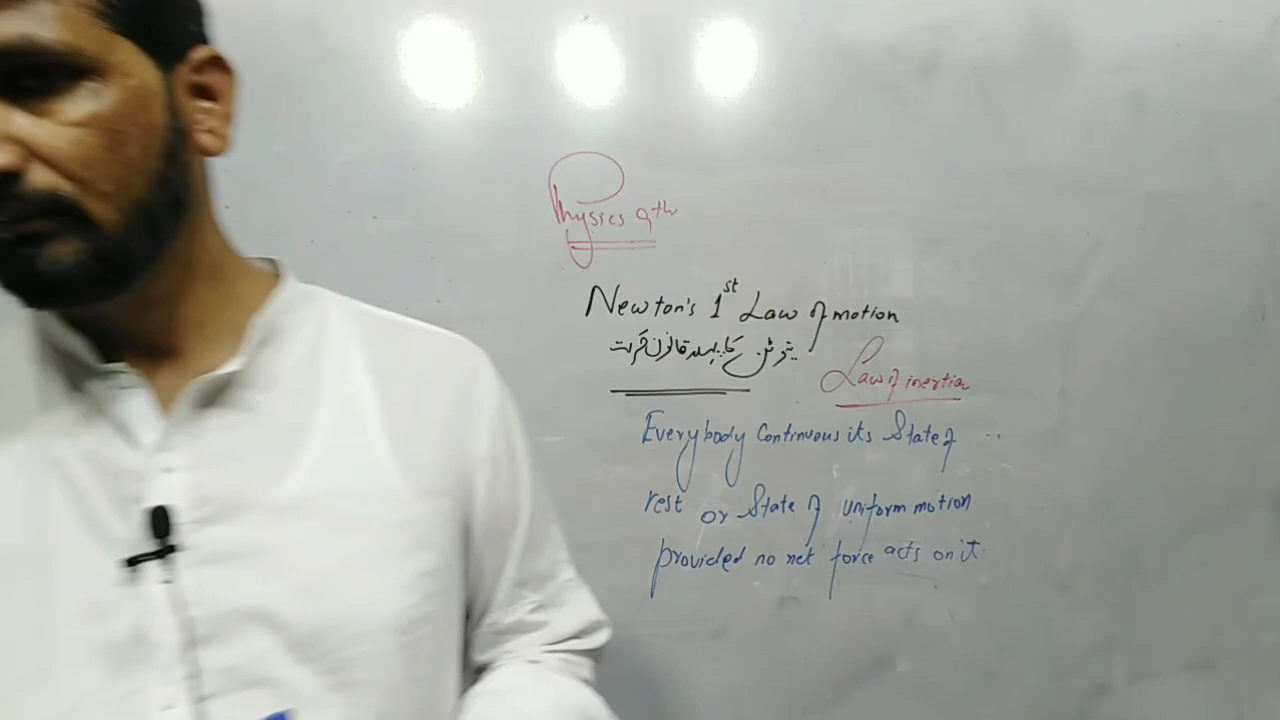 Physics 9th
Newton's 1st Law of motion
نیوٹن کا پہلا قانون حرکت
Law of inertia
Everybody Continuous its State of
rest or State of uniform motion
provided no net force acts on it